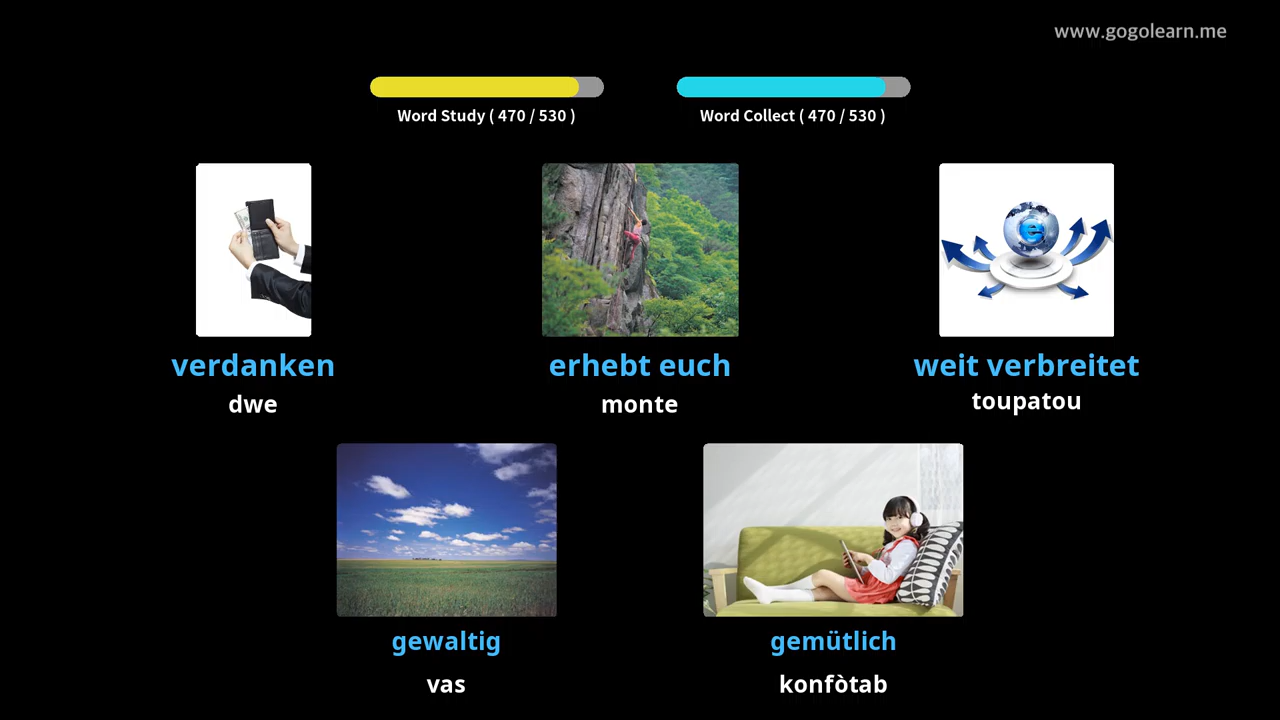 www.gogolearn.me
Word Study ( 470 / 530 )
Word Collect ( 470 / 530 )
verdanken
dwe
erhebt euch
monte
weit verbreitet
toupatou
gewaltig
vas
gemütlich
konfòtab